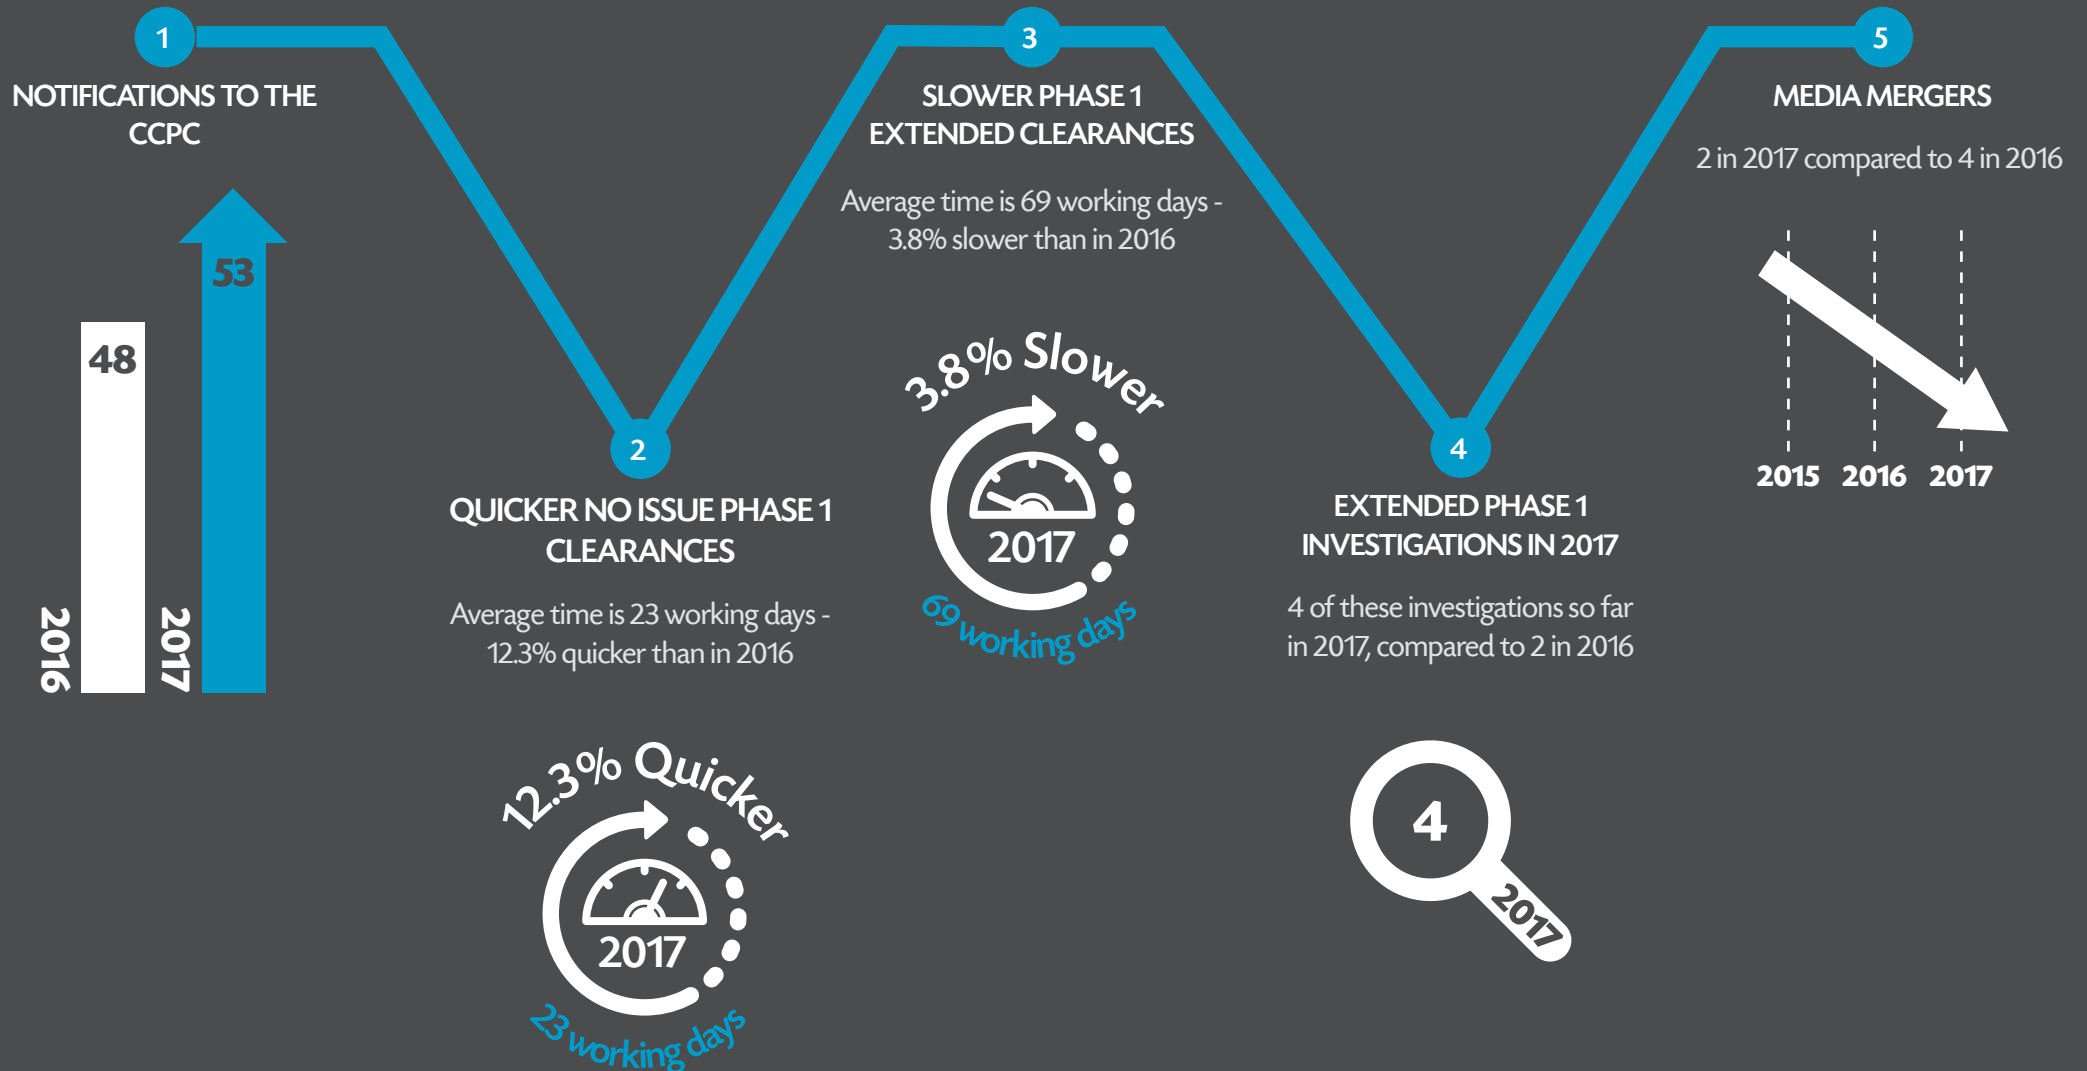 1
NOTIFICATIONS TO THE
CCPC
53
48
2016
2017
2
QUICKER NO ISSUE PHASE 1
CLEARANCES
Average time is 23 working days -
12.3% quicker than in 2016
12.3% Quicker
2017
23 working days
3
SLOWER PHASE 1
EXTENDED CLEARANCES
Average time is 69 working days -
3.8% slower than in 2016
3.8% Slower
2017
69 working days
4
EXTENDED PHASE 1
INVESTIGATIONS IN 2017
4 of these investigations so far
in 2017, compared to 2 in 2016
4
2017
5
MEDIA MERGERS
2 in 2017 compared to 4 in 2016
2015 2016 2017